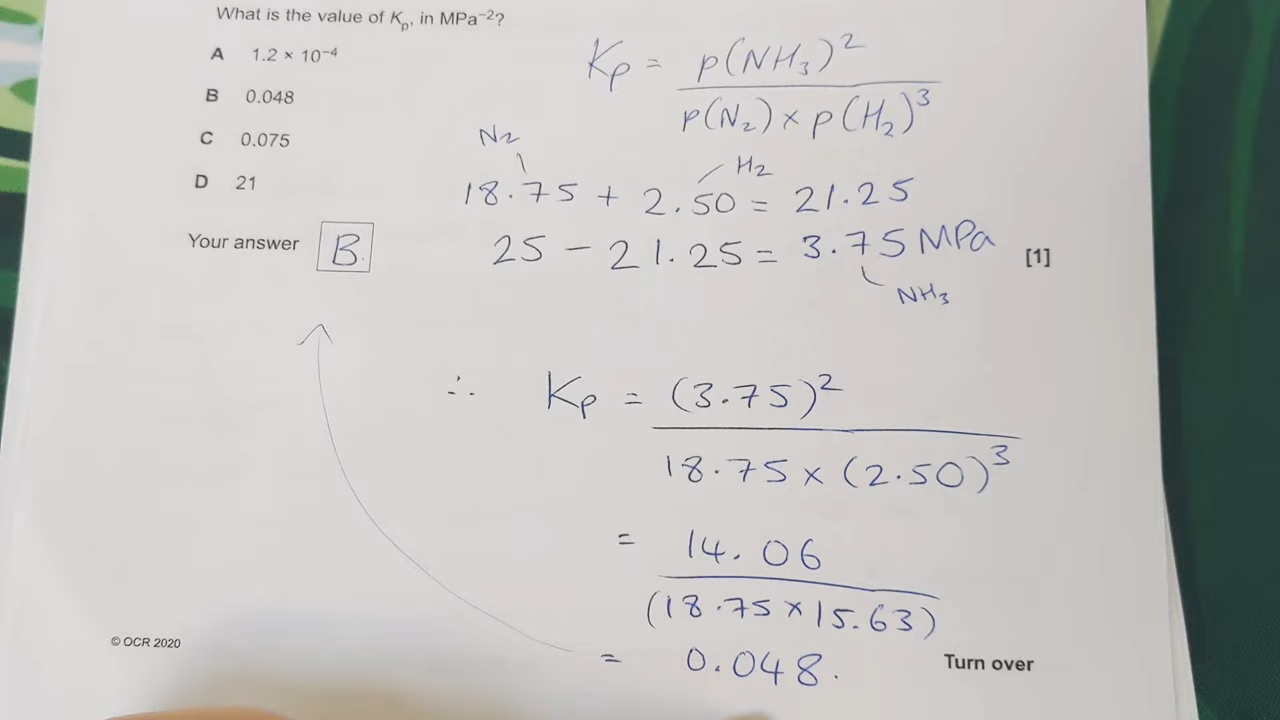 What is the value of Kp, in MPa⁻²?
A 1.2 × 10⁻⁴
B 0.048
C 0.075
D 21
Your answer B. [1]
Kp = p(NH₃)²
p(N₂) × p(H₂)³
N₂
H₂
18.75 + 2.50 = 21.25
25 − 21.25 = 3.75 MPa
NH₃
∴ Kp = (3.75)²
18.75 × (2.50)³
= 14.06
(18.75 × 15.63)
= 0.048.
© OCR 2020
Turn over